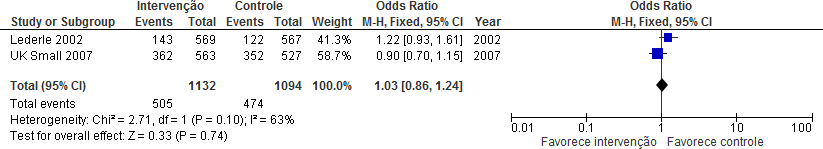 Intervenção Controle Odds Ratio Odds Ratio
Study or Subgroup Events Total Events Total Weight M-H, Fixed, 95% CI Year M-H, Fixed, 95% CI
Lederle 2002 143 569 122 567 41.3% 1.22 [0.93, 1.61] 2002
UK Small 2007 362 563 352 527 58.7% 0.90 [0.70, 1.15] 2007
Total (95% CI) 1132 1094 100.0% 1.03 [0.86, 1.24]
Total events 505 474
Heterogeneity: Chi² = 2.71, df = 1 (P = 0.10); I² = 63%
Test for overall effect: Z = 0.33 (P = 0.74)
0.01 0.1 1 10 100
Favorece intervenção Favorece controle